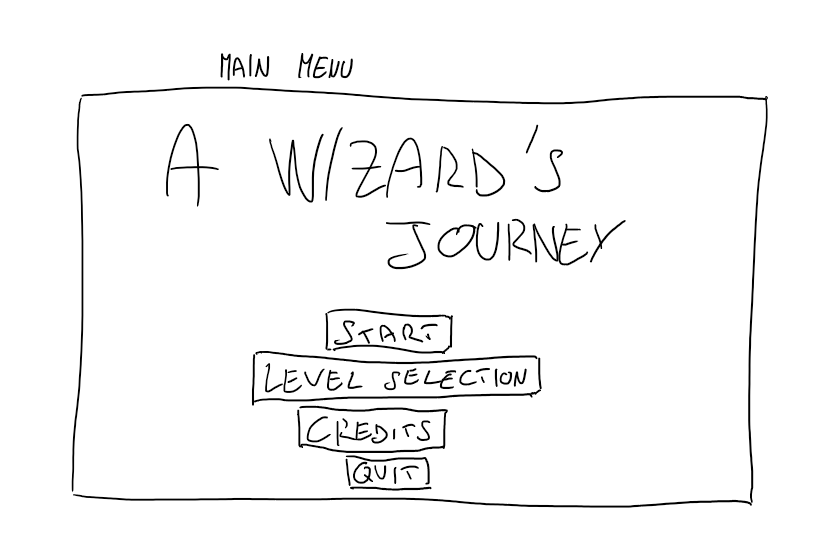 MAIN MENU
A WIZARD'S
JOURNEY
START
LEVEL SELECTION
CREDITS
QUIT